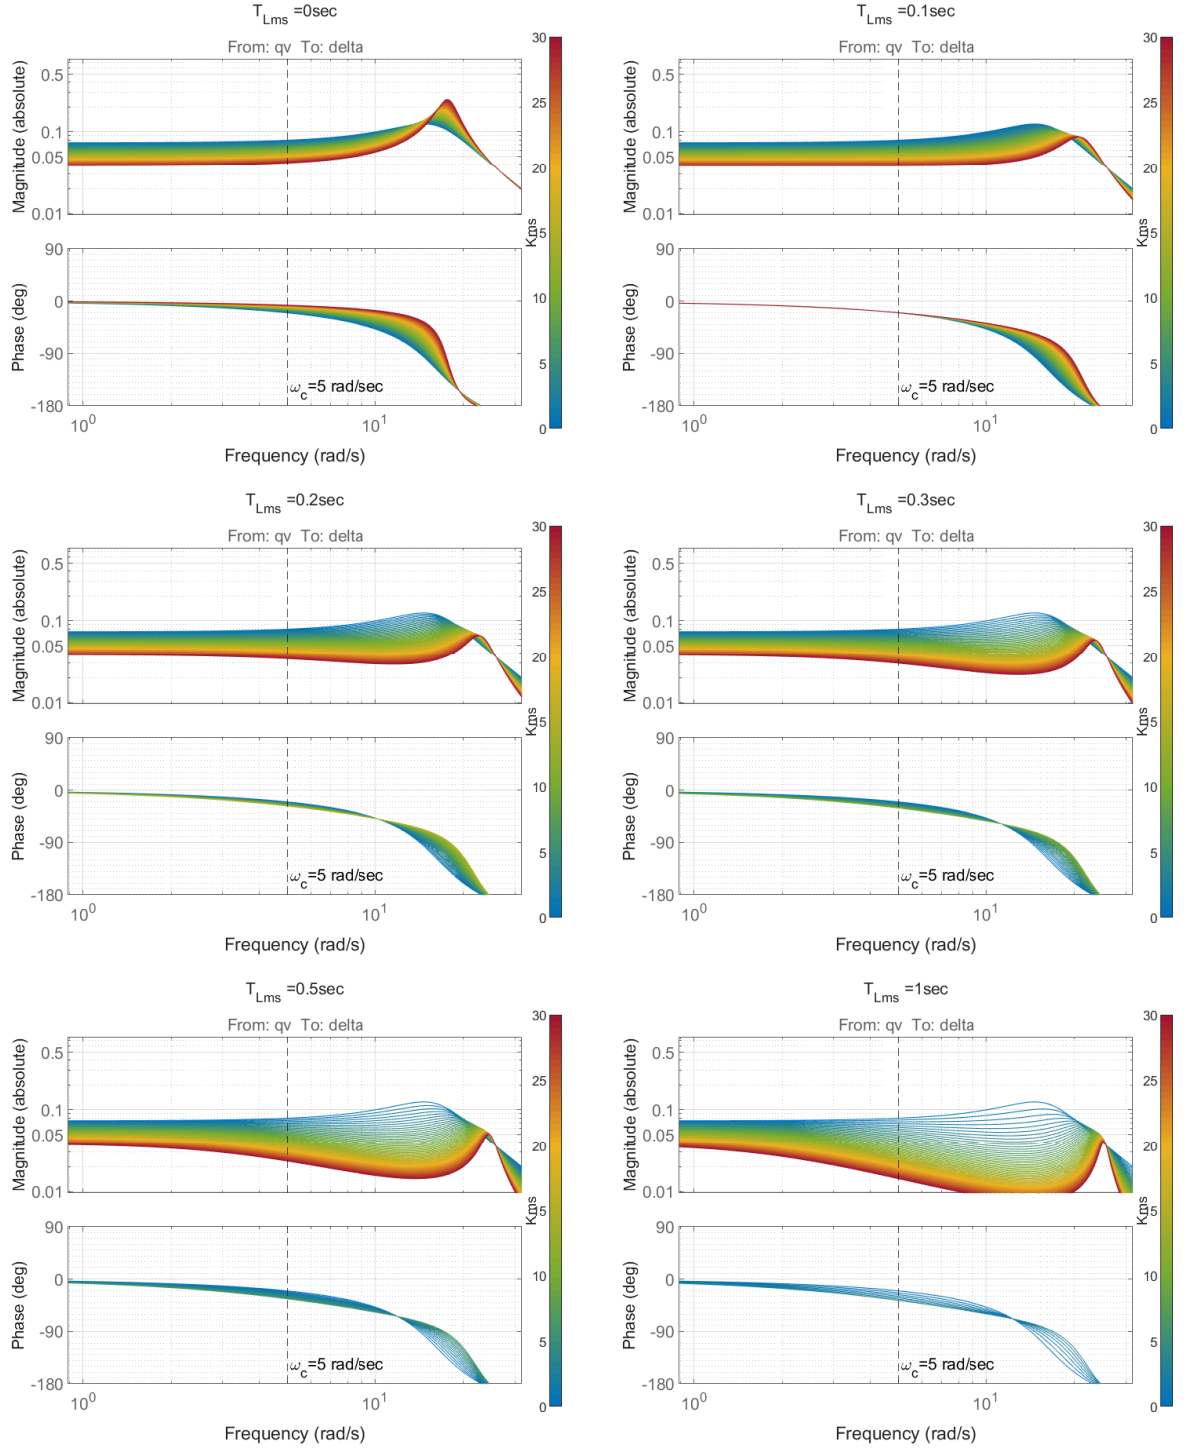 T_Lms =0sec
From: qv To: delta
Magnitude (absolute)
0.5
0.1
0.05
0.01
Phase (deg)
90
0
-90
-180
ω_c=5 rad/sec
10^0
10^1
Frequency (rad/s)
30
25
20
15
10
5
0
Kms
T_Lms =0.1sec
From: qv To: delta
Magnitude (absolute)
0.5
0.1
0.05
0.01
Phase (deg)
90
0
-90
-180
ω_c=5 rad/sec
10^0
10^1
Frequency (rad/s)
30
25
20
15
10
5
0
Kms
T_Lms =0.2sec
From: qv To: delta
Magnitude (absolute)
0.5
0.1
0.05
0.01
Phase (deg)
90
0
-90
-180
ω_c=5 rad/sec
10^0
10^1
Frequency (rad/s)
30
25
20
15
10
5
0
Kms
T_Lms =0.3sec
From: qv To: delta
Magnitude (absolute)
0.5
0.1
0.05
0.01
Phase (deg)
90
0
-90
-180
ω_c=5 rad/sec
10^0
10^1
Frequency (rad/s)
30
25
20
15
10
5
0
Kms
T_Lms =0.5sec
From: qv To: delta
Magnitude (absolute)
0.5
0.1
0.05
0.01
Phase (deg)
90
0
-90
-180
ω_c=5 rad/sec
10^0
10^1
Frequency (rad/s)
30
25
20
15
10
5
0
Kms
T_Lms =1sec
From: qv To: delta
Magnitude (absolute)
0.5
0.1
0.05
0.01
Phase (deg)
90
0
-90
-180
ω_c=5 rad/sec
10^0
10^1
Frequency (rad/s)
30
25
20
15
10
5
0
Kms